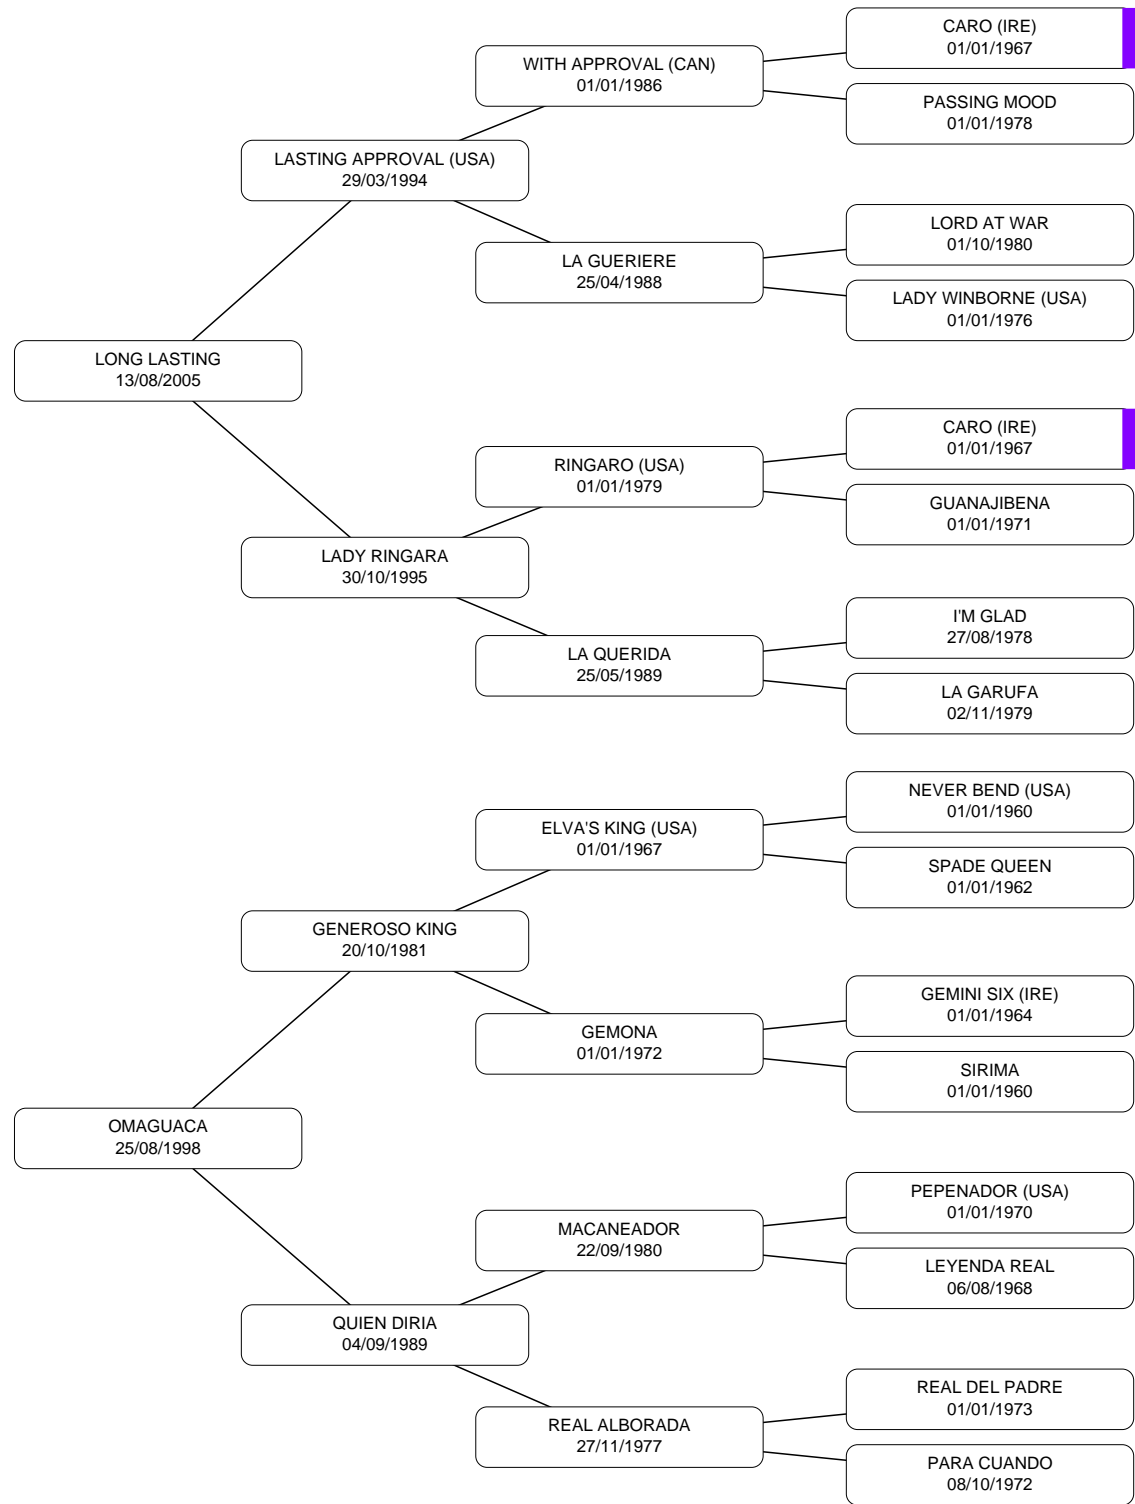 CARO (IRE)
01/01/1967
WITH APPROVAL (CAN)
01/01/1986
PASSING MOOD
01/01/1978
LASTING APPROVAL (USA)
29/03/1994
LORD AT WAR
01/10/1980
LA GUERIERE
25/04/1988
LADY WINBORNE (USA)
01/01/1976
LONG LASTING
13/08/2005
CARO (IRE)
01/01/1967
RINGARO (USA)
01/01/1979
GUANAJIBENA
01/01/1971
LADY RINGARA
30/10/1995
I'M GLAD
27/08/1978
LA QUERIDA
25/05/1989
LA GARUFA
02/11/1979
NEVER BEND (USA)
01/01/1960
ELVA'S KING (USA)
01/01/1967
SPADE QUEEN
01/01/1962
GENEROSO KING
20/10/1981
GEMINI SIX (IRE)
01/01/1964
GEMONA
01/01/1972
SIRIMA
01/01/1960
OMAGUACA
25/08/1998
PEPENADOR (USA)
01/01/1970
MACANEADOR
22/09/1980
LEYENDA REAL
06/08/1968
QUIEN DIRIA
04/09/1989
REAL DEL PADRE
01/01/1973
REAL ALBORADA
27/11/1977
PARA CUANDO
08/10/1972